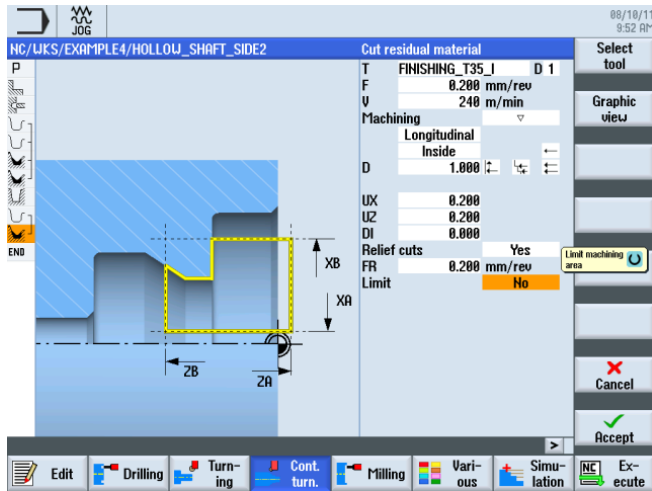 08/10/11
9:52 AM
JOG
NC/WKS/EXAMPLE4/HOLLOW_SHAFT_SIDE2
Cut residual material
Select tool
P
T FINISHING_T35_I D 1
F 0.200 mm/rev
V 240 m/min
Machining ▽
Longitudinal
Inside ←
D 1.000
UX 0.200
UZ 0.200
DI 0.000
Relief cuts Yes
FR 0.200 mm/rev
Limit No
Graphic view
Limit machining area
END
XB
XA
ZB
ZA
Cancel
Accept
>
Edit
Drilling
Turn-
ing
Cont.
turn.
Milling
Vari-
ous
Simu-
lation
NC
Ex-
ecute